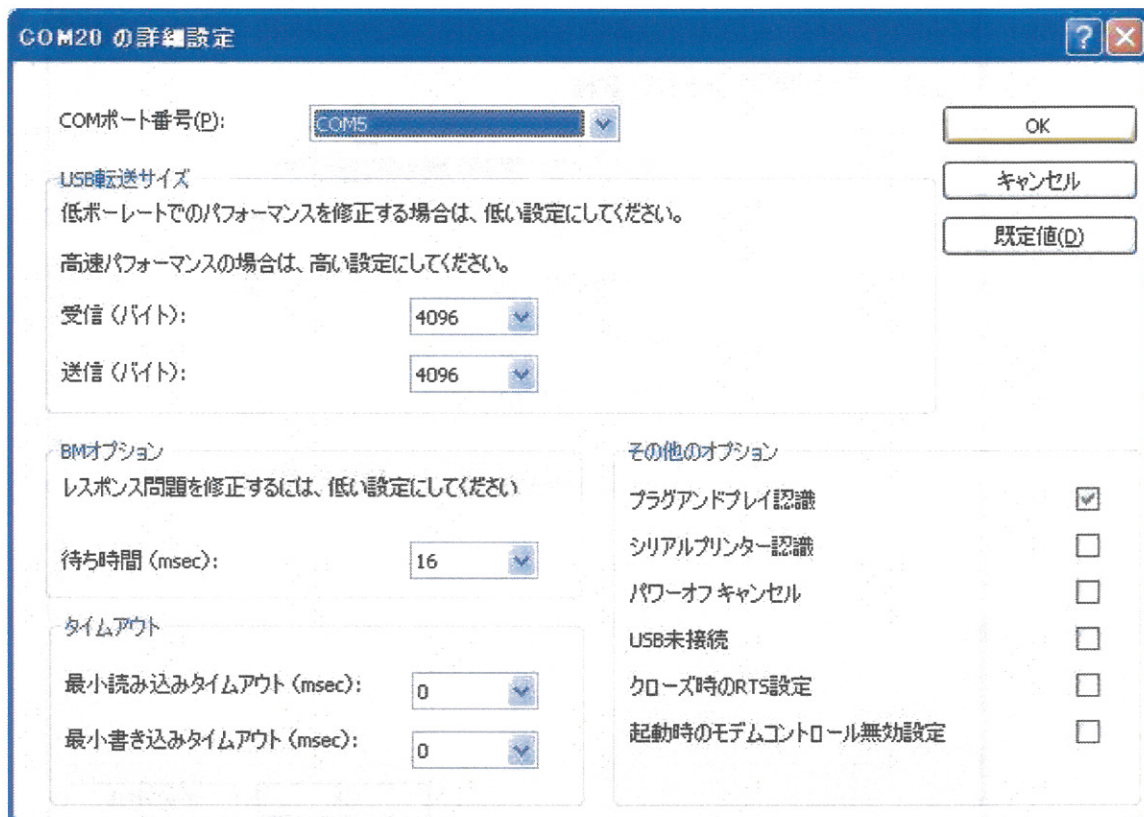 COM20 の詳細設定
COMポート番号(P):
COM5
OK
キャンセル
既定値(D)
USB転送サイズ
低ボーレートでのパフォーマンスを修正する場合は、低い設定にしてください。
高速パフォーマンスの場合は、高い設定にしてください。
受信 (バイト):
4096
送信 (バイト):
4096
BMオプション
レスポンス問題を修正するには、低い設定にしてください
待ち時間 (msec):
16
タイムアウト
最小読み込みタイムアウト (msec):
0
最小書き込みタイムアウト (msec):
0
その他のオプション
プラグアンドプレイ認識
シリアルプリンター認識
パワーオフ キャンセル
USB未接続
クローズ時のRTS設定
起動時のモデムコントロール無効設定